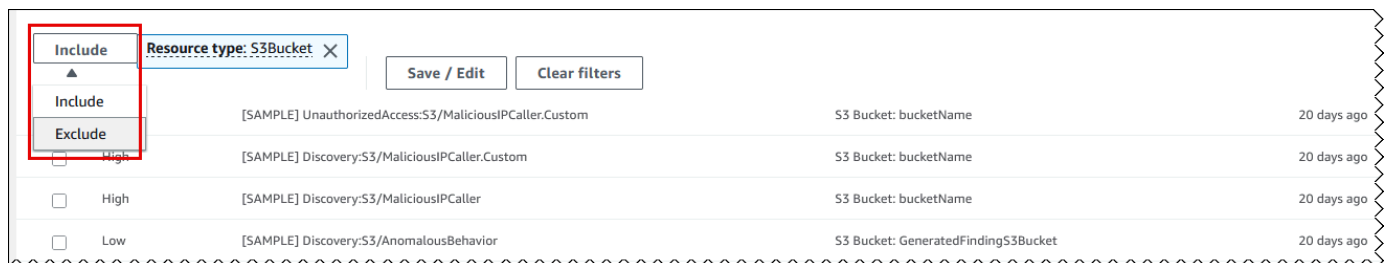 Include
Resource type: S3Bucket
Save / Edit
Clear filters
Include
Exclude
[SAMPLE] UnauthorizedAccess:S3/MaliciousIPCaller.Custom S3 Bucket: bucketName 20 days ago
High [SAMPLE] Discovery:S3/MaliciousIPCaller.Custom S3 Bucket: bucketName 20 days ago
High [SAMPLE] Discovery:S3/MaliciousIPCaller S3 Bucket: bucketName 20 days ago
Low [SAMPLE] Discovery:S3/AnomalousBehavior S3 Bucket: GeneratedFindingS3Bucket 20 days ago